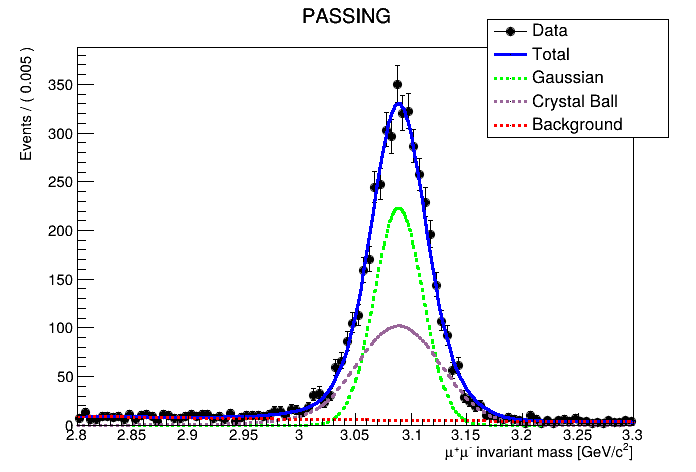 PASSING
Data
Total
Gaussian
Crystal Ball
Background
Events / ( 0.005 )
350
300
250
200
150
100
50
0
2.8 2.85 2.9 2.95 3 3.05 3.1 3.15 3.2 3.25 3.3
μ⁺μ⁻ invariant mass [GeV/c²]